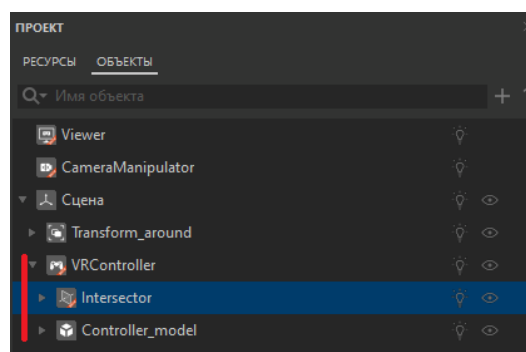 ПРОЕКТ
РЕСУРСЫ ОБЪЕКТЫ
Имя объекта
Viewer
CameraManipulator
Сцена
Transform_around
VRController
Intersector
Controller_model